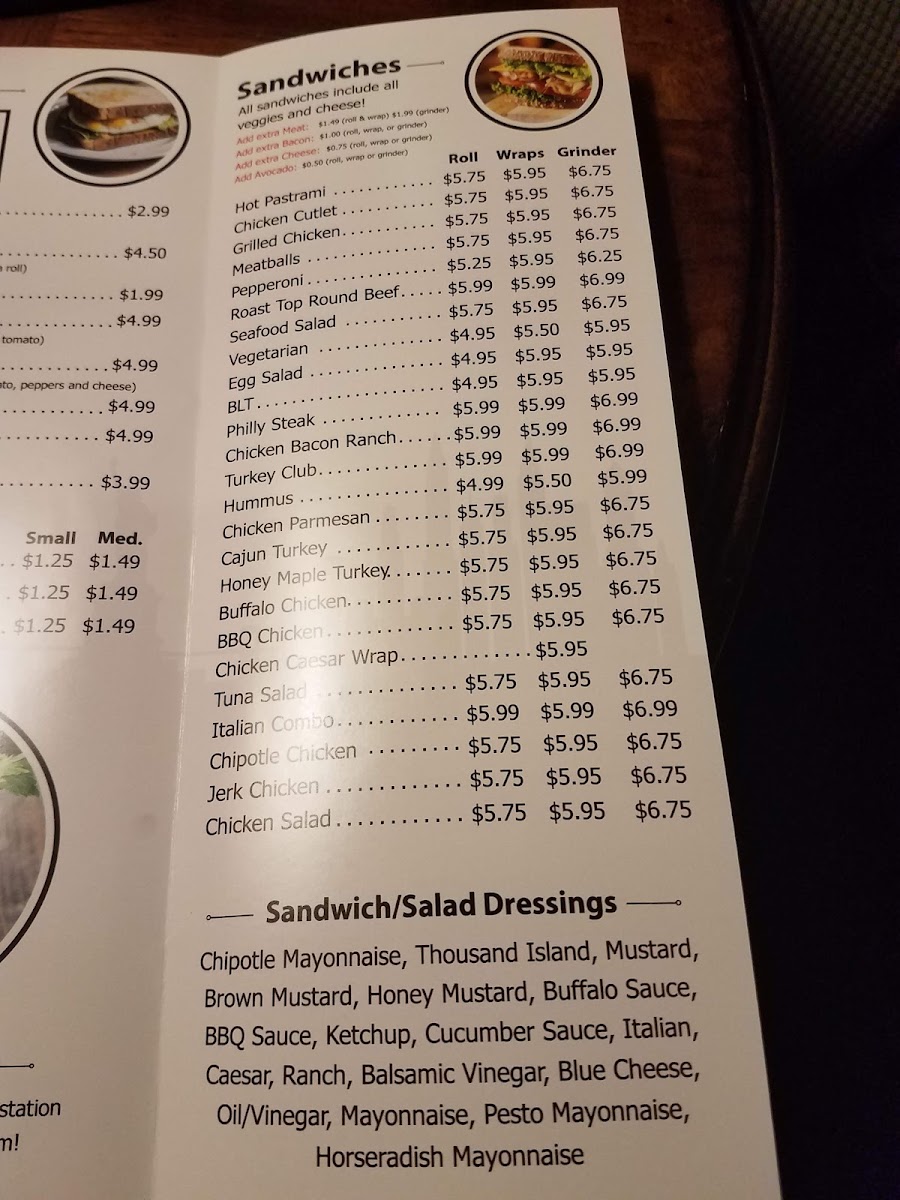 $2.99
$4.50
roll)
$1.99
$4.99
tomato)
$4.99
to, peppers and cheese)
$4.99
$4.99
$3.99
Small Med.
$1.25 $1.49
$1.25 $1.49
$1.25 $1.49
station
m!
Sandwiches
All sandwiches include all
veggies and cheese!
Add extra Meat: $1.49 (roll & wrap) $1.99 (grinder)
Add extra Bacon: $1.00 (roll, wrap, or grinder)
Add extra Cheese: $0.75 (roll, wrap or grinder)
Add Avocado: $0.50 (roll, wrap or grinder)
Roll Wraps Grinder
Hot Pastrami ............ $5.75 $5.95 $6.75
Chicken Cutlet ........... $5.75 $5.95 $6.75
Grilled Chicken........... $5.75 $5.95 $6.75
Meatballs ............... $5.75 $5.95 $6.75
Pepperoni ............... $5.25 $5.95 $6.25
Roast Top Round Beef..... $5.99 $5.99 $6.99
Seafood Salad ........... $5.75 $5.95 $6.75
Vegetarian .............. $4.95 $5.50 $5.95
Egg Salad ............... $4.95 $5.95 $5.95
BLT...................... $4.95 $5.95 $5.95
Philly Steak .............. $5.99 $5.99 $6.99
Chicken Bacon Ranch......$5.99 $5.99 $6.99
Turkey Club.............. $5.99 $5.99 $6.99
Hummus ................. $4.99 $5.50 $5.99
Chicken Parmesan ........ $5.75 $5.95 $6.75
Cajun Turkey ............ $5.75 $5.95 $6.75
Honey Maple Turkey....... $5.75 $5.95 $6.75
Buffalo Chicken........... $5.75 $5.95 $6.75
BBQ Chicken............. $5.75 $5.95 $6.75
Chicken Caesar Wrap.............$5.95
Tuna Salad .............. $5.75 $5.95 $6.75
Italian Combo............ $5.99 $5.99 $6.99
Chipotle Chicken ......... $5.75 $5.95 $6.75
Jerk Chicken ............. $5.75 $5.95 $6.75
Chicken Salad ............ $5.75 $5.95 $6.75
Sandwich/Salad Dressings
Chipotle Mayonnaise, Thousand Island, Mustard,
Brown Mustard, Honey Mustard, Buffalo Sauce,
BBQ Sauce, Ketchup, Cucumber Sauce, Italian,
Caesar, Ranch, Balsamic Vinegar, Blue Cheese,
Oil/Vinegar, Mayonnaise, Pesto Mayonnaise,
Horseradish Mayonnaise